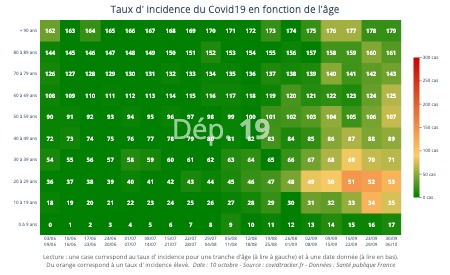 Taux d' incidence du Covid19 en fonction de l'âge
+ 90 ans 162 163 164 165 166 167 168 169 170 171 172 173 174 175 176 177 178 179
80 à 89 ans 144 145 146 147 148 149 150 151 152 153 154 155 156 157 158 159 160 161
70 à 79 ans 126 127 128 129 130 131 132 133 134 135 136 137 138 139 140 141 142 143
60 à 69 ans 108 109 110 111 112 113 114 115 116 117 118 119 120 121 122 123 124 125
50 à 59 ans 90 91 92 93 94 95 96 97 98 99 100 101 102 103 104 105 106 107
40 à 49 ans 72 73 74 75 76 77 78 79 80 81 82 83 84 85 86 87 88 89
30 à 39 ans 54 55 56 57 58 59 60 61 62 63 64 65 66 67 68 69 70 71
20 à 29 ans 36 37 38 39 40 41 42 43 44 45 46 47 48 49 50 51 52 53
10 à 19 ans 18 19 20 21 22 23 24 25 26 27 28 29 30 31 32 33 34 35
0 à 9 ans 0 2 3 5 6 7 8 9 10 11 12 13 14 15 16 17
Dép. 19
300 cas
250 cas
200 cas
150 cas
100 cas
50 cas
0 cas
Lecture : une case correspond au taux d' incidence pour une tranche d'âge (à lire à gauche) et à une date donnée (à lire en bas).
Du orange correspond à un taux d' incidence élevé. Date : 10 octobre - Source : covidtracker.fr - Données : Santé publique France